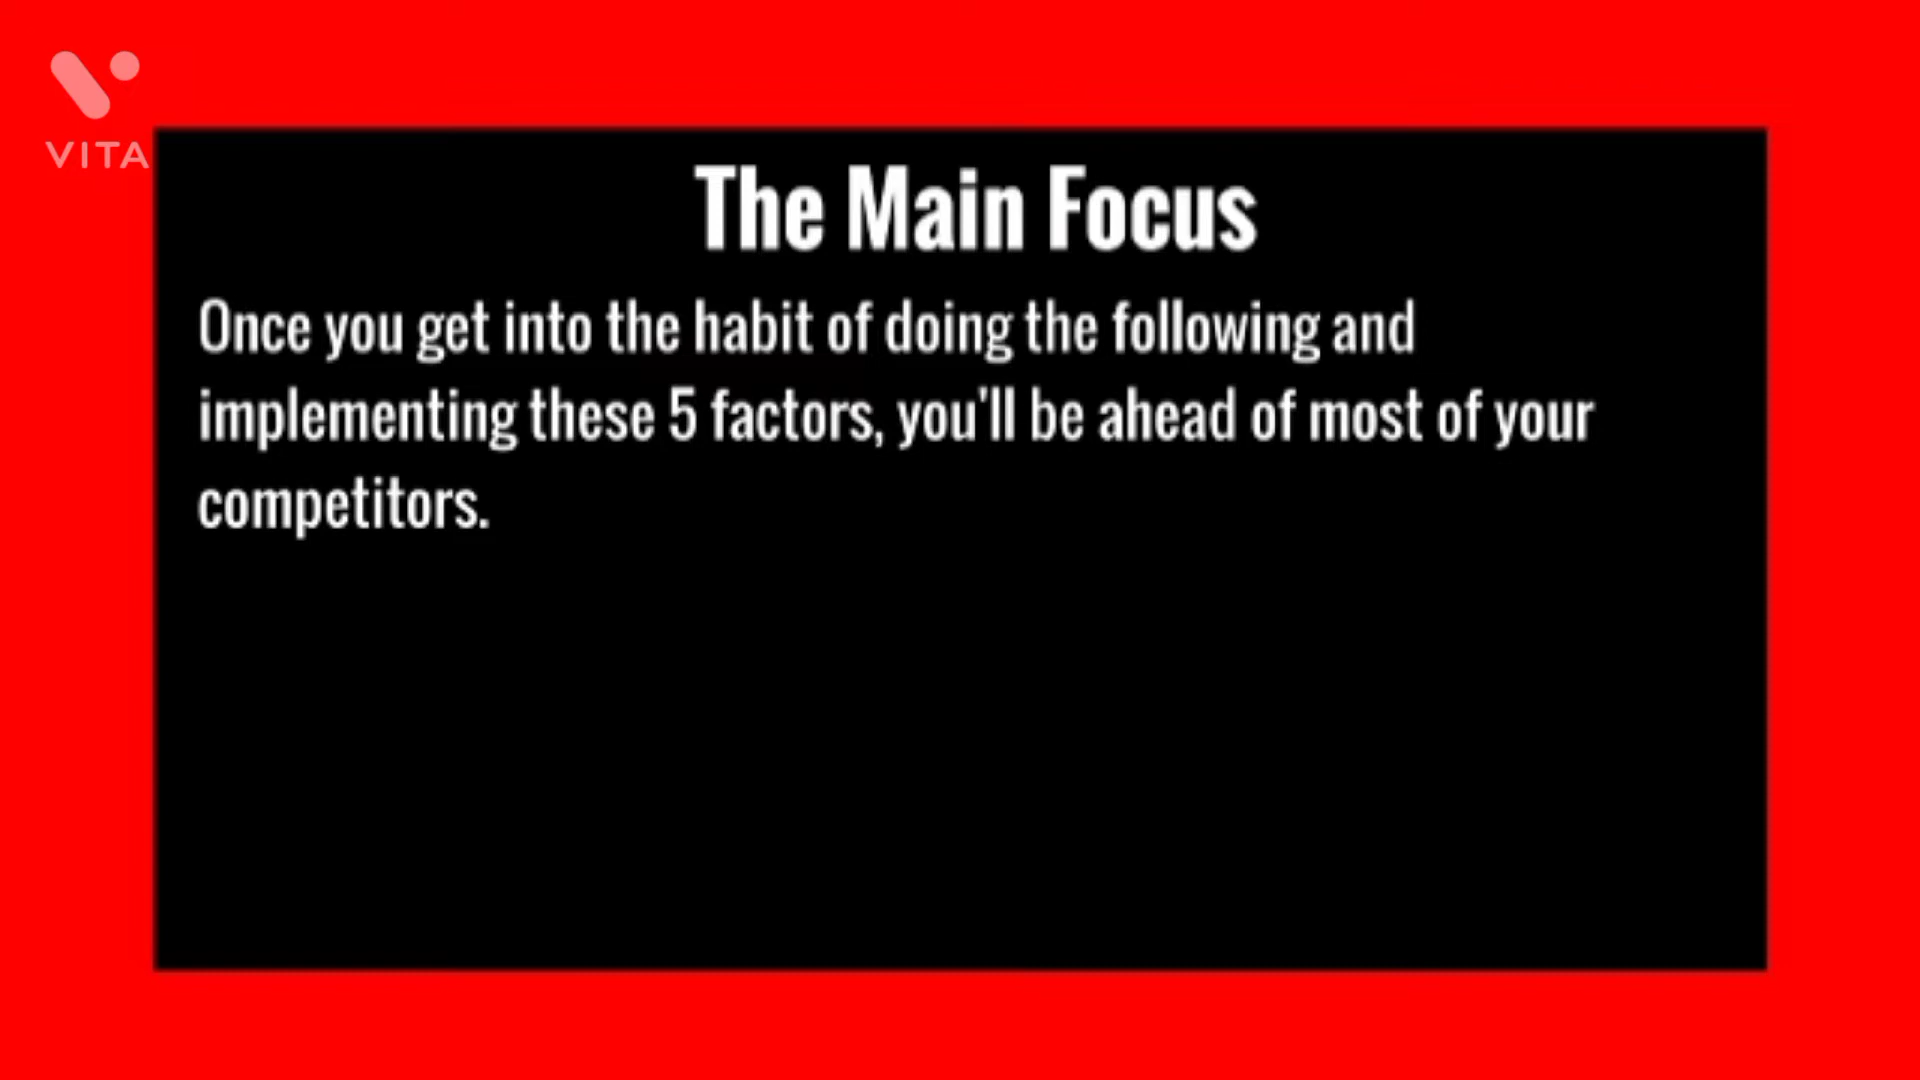 VITA
The Main Focus
Once you get into the habit of doing the following and
implementing these 5 factors, you'll be ahead of most of your
competitors.